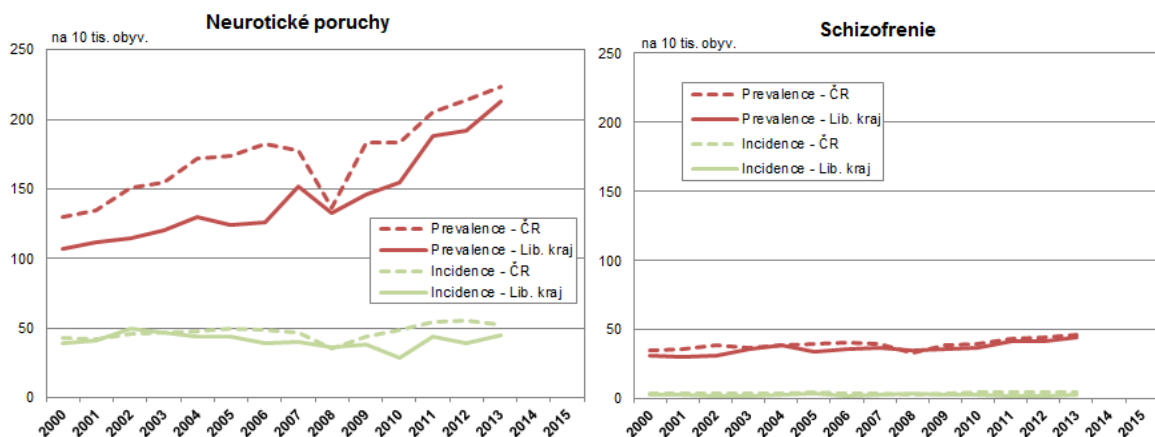 Neurotické poruchy
na 10 tis. obyv.
250
200
150
100
50
0
Prevalence - ČR
Prevalence - Lib. kraj
Incidence - ČR
Incidence - Lib. kraj
2000 2001 2002 2003 2004 2005 2006 2007 2008 2009 2010 2011 2012 2013 2014 2015
Schizofrenie
na 10 tis. obyv.
250
200
150
100
50
0
Prevalence - ČR
Prevalence - Lib. kraj
Incidence - ČR
Incidence - Lib. kraj
2000 2001 2002 2003 2004 2005 2006 2007 2008 2009 2010 2011 2012 2013 2014 2015